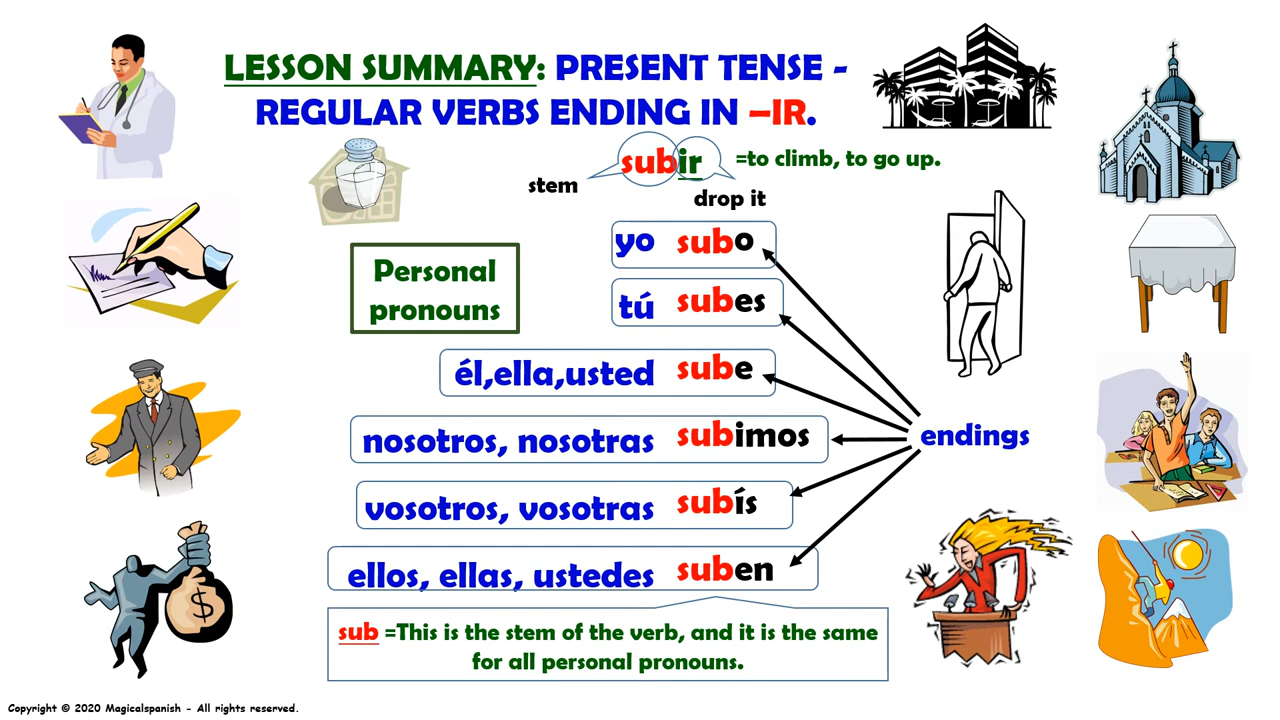 LESSON SUMMARY: PRESENT TENSE -
REGULAR VERBS ENDING IN –IR.
subir =to climb, to go up.
stem
drop it
Personal
pronouns
yo subo
tú subes
él,ella,usted sube
nosotros, nosotras subimos
endings
vosotros, vosotras subís
ellos, ellas, ustedes suben
sub =This is the stem of the verb, and it is the same
for all personal pronouns.
$
Copyright © 2020 Magicalspanish - All rights reserved.